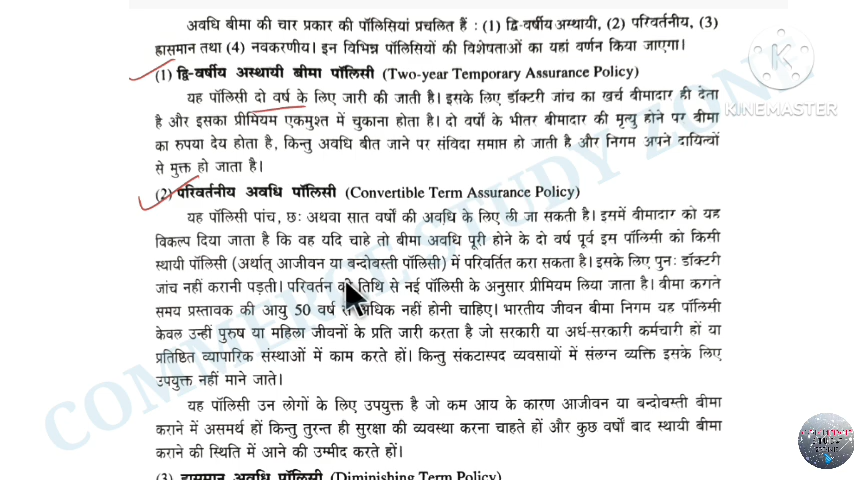 अवधि बीमा की चार प्रकार की पॉलिसियां प्रचलित हैं : (1) द्वि-वर्षीय अस्थायी, (2) परिवर्तनीय, (3)
ह्रासमान तथा (4) नवकरणीय। इन विभिन्न पॉलिसियों की विशेषताओं का यहां वर्णन किया जाएगा।
(1) द्वि-वर्षीय अस्थायी बीमा पॉलिसी (Two-year Temporary Assurance Policy)
यह पॉलिसी दो वर्ष के लिए जारी की जाती है। इसके लिए डॉक्टरी जांच का खर्च बीमादार ही देता
है और इसका प्रीमियम एकमुश्त में चुकाना होता है। दो वर्षों के भीतर बीमादार की मृत्यु होने पर बीमा
का रुपया देय होता है, किन्तु अवधि बीत जाने पर संविदा समाप्त हो जाती है और निगम अपने दायित्वों
से मुक्त हो जाता है।
(2) परिवर्तनीय अवधि पॉलिसी (Convertible Term Assurance Policy)
यह पॉलिसी पांच, छः अथवा सात वर्षों की अवधि के लिए ली जा सकती है। इसमें बीमादार को यह
विकल्प दिया जाता है कि वह यदि चाहे तो बीमा अवधि पूरी होने के दो वर्ष पूर्व इस पॉलिसी को किसी
स्थायी पॉलिसी (अर्थात् आजीवन या बन्दोबस्ती पॉलिसी) में परिवर्तित करा सकता है। इसके लिए पुनः डॉक्टरी
जांच नहीं करानी पड़ती। परिवर्तन की तिथि से नई पॉलिसी के अनुसार प्रीमियम लिया जाता है। बीमा कराते
समय प्रस्तावक की आयु 50 वर्ष से अधिक नहीं होनी चाहिए। भारतीय जीवन बीमा निगम यह पॉलिसी
केवल उन्हीं पुरुष या महिला जीवनों के प्रति जारी करता है जो सरकारी या अर्ध-सरकारी कर्मचारी हों या
प्रतिष्ठित व्यापारिक संस्थाओं में काम करते हों। किन्तु संकटास्पद व्यवसायों में संलग्न व्यक्ति इसके लिए
उपयुक्त नहीं माने जाते।
यह पॉलिसी उन लोगों के लिए उपयुक्त है जो कम आय के कारण आजीवन या बन्दोबस्ती बीमा
कराने में असमर्थ हों किन्तु तुरन्त ही सुरक्षा की व्यवस्था करना चाहते हों और कुछ वर्षों बाद स्थायी बीमा
कराने की स्थिति में आने की उम्मीद करते हों।
(3) ह्रासमान अवधि पॉलिसी (Diminishing Term Policy)
COMMERCE STUDY ZONE
KINEMASTER